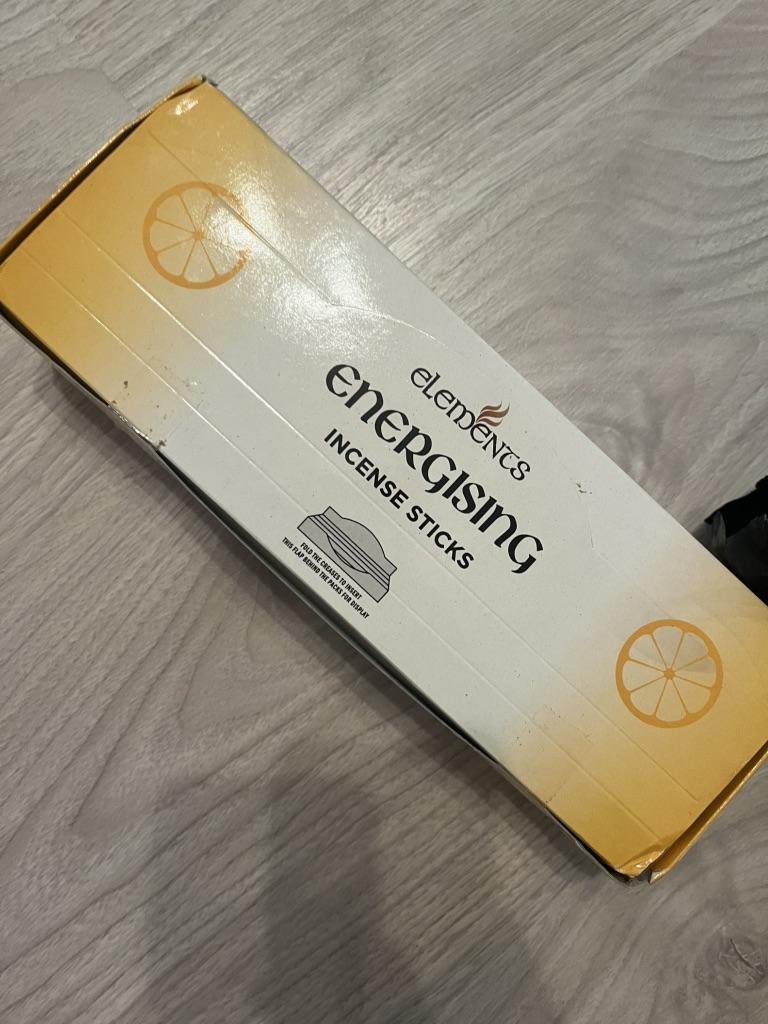 elements
energising
INCENSE STICKS
FOLD THE CREASES TO INSERT
THIS FLAP BEHIND THE PACKS FOR DISPLAY